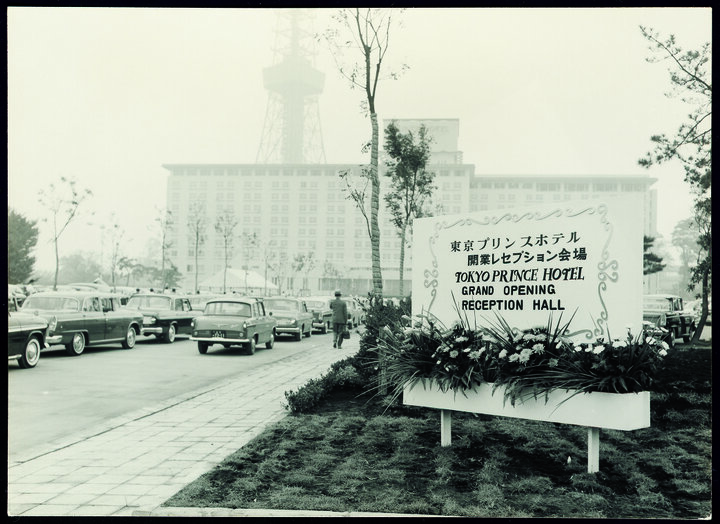 東京プリンスホテル
開業レセプション会場
TOKYO PRINCE HOTEL
GRAND OPENING
RECEPTION HALL